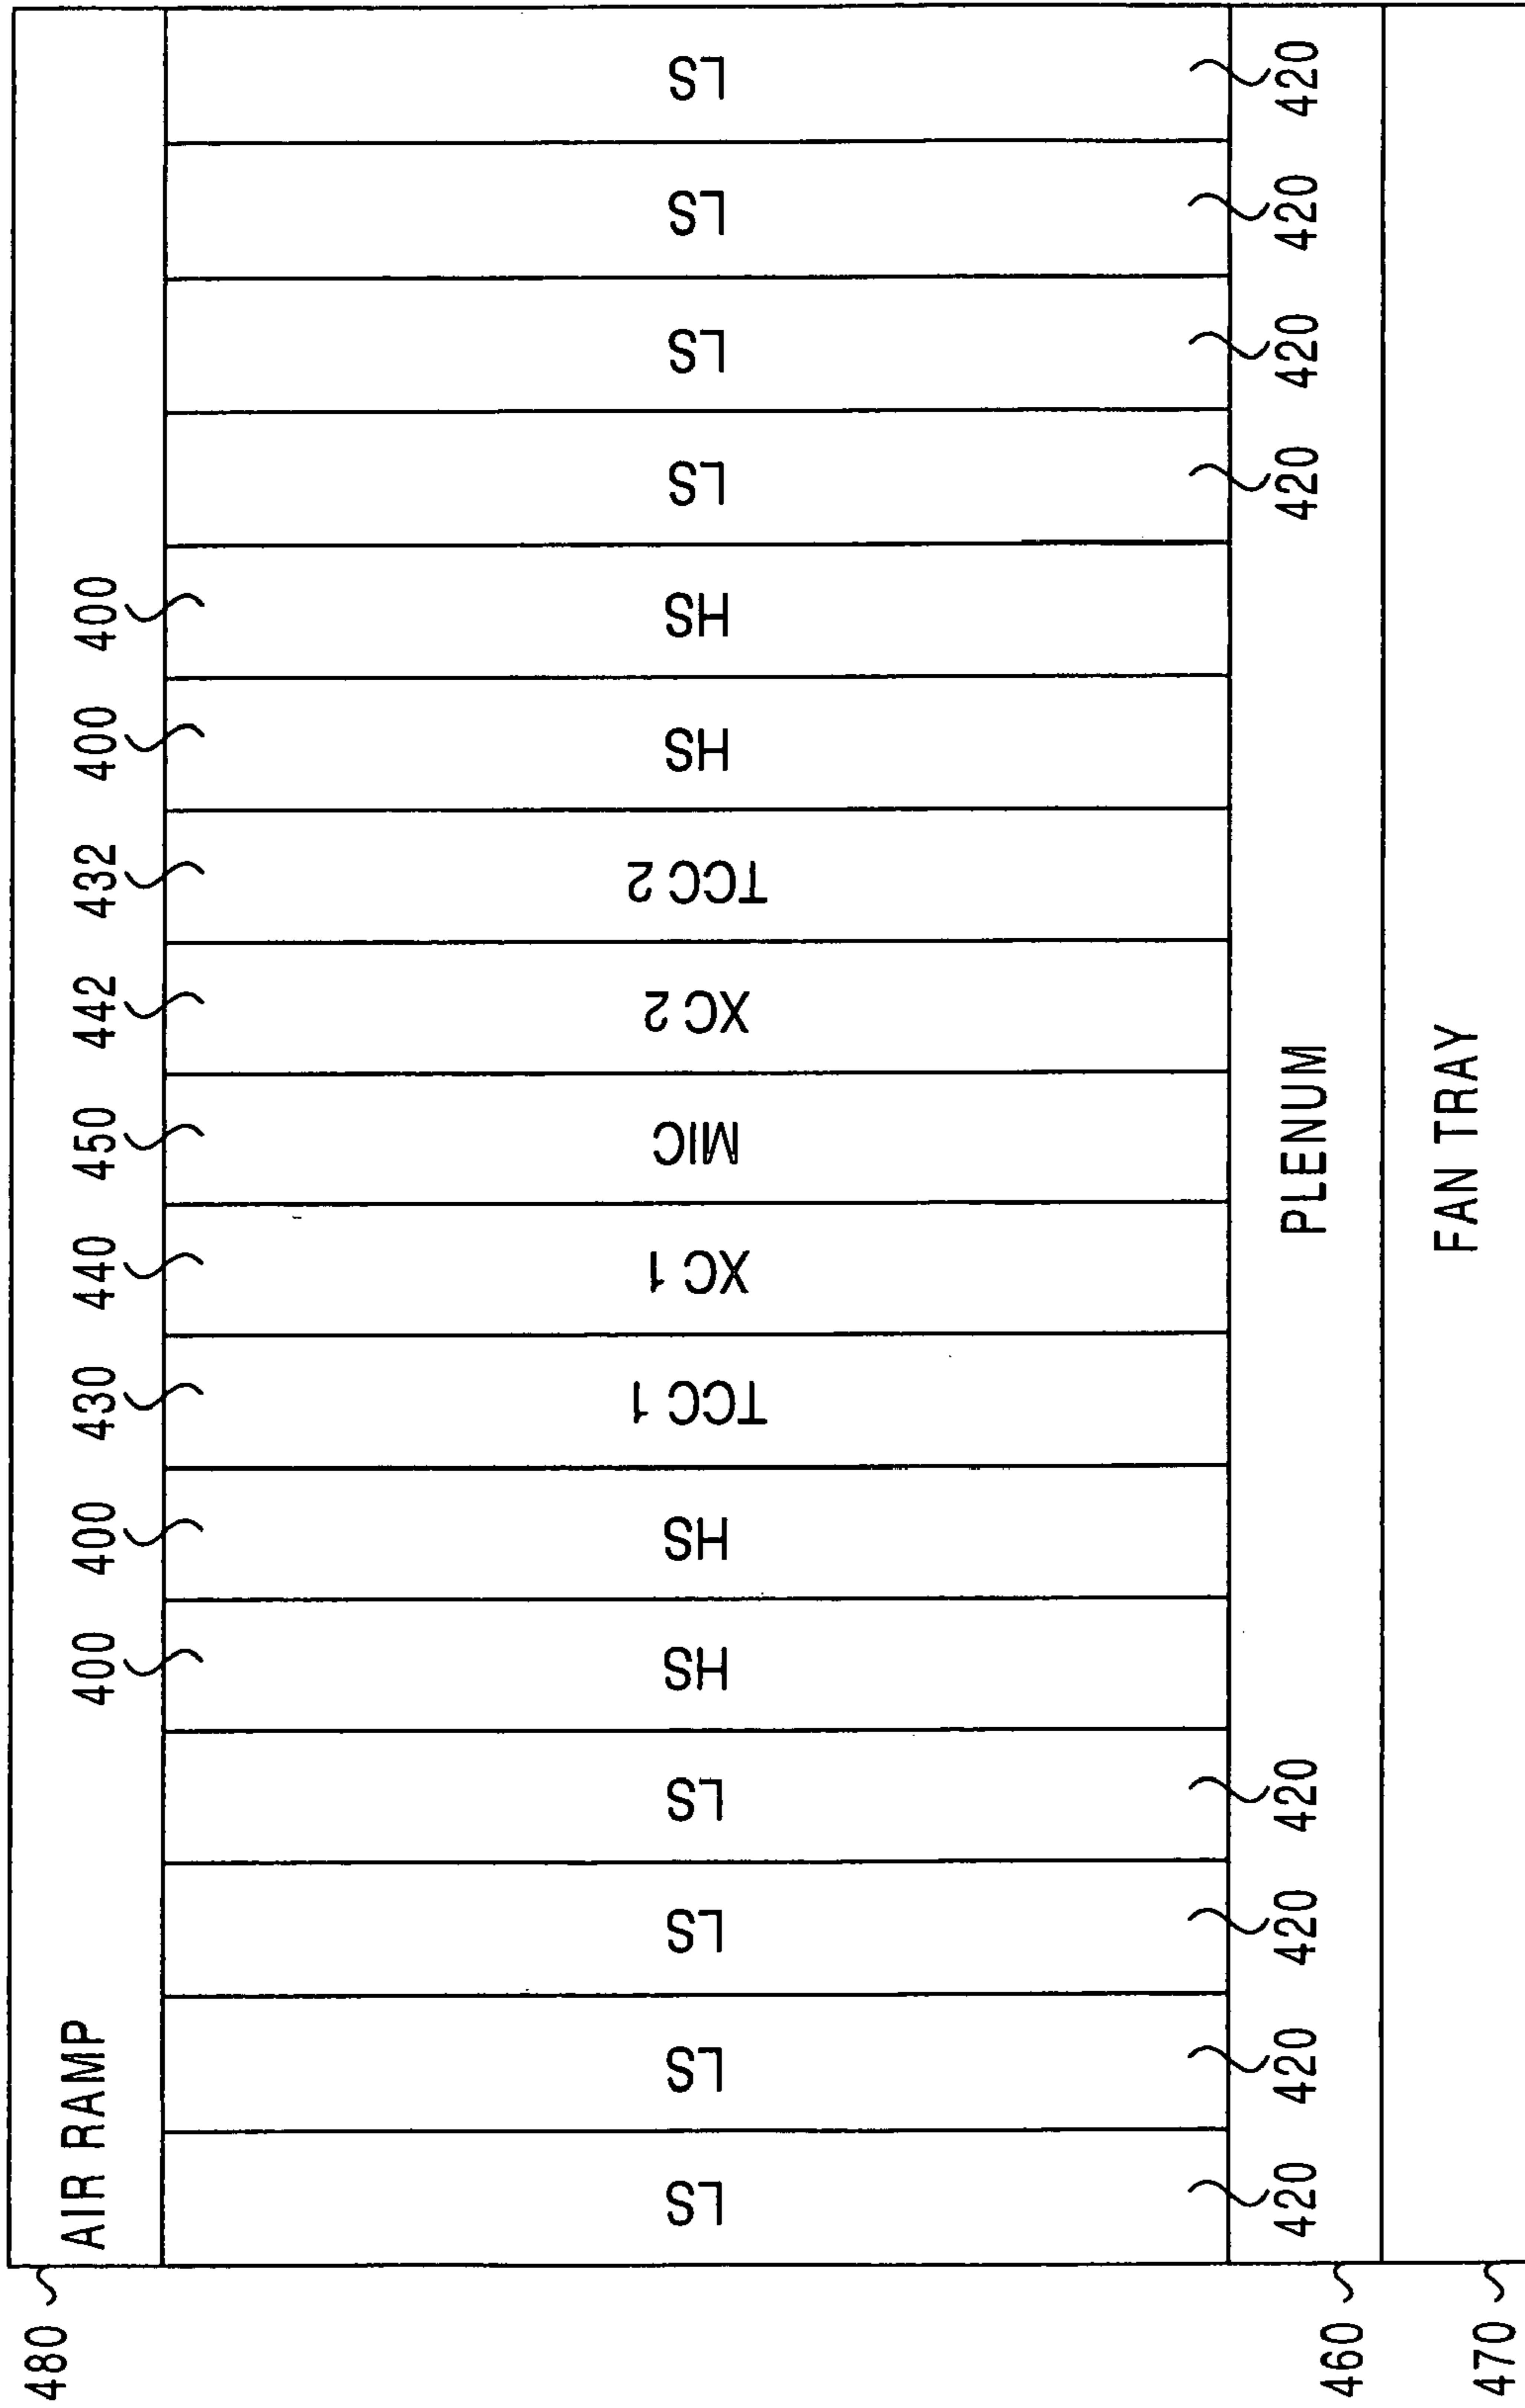 480
AIR RAMP
400 400 430 440 450 442 432 400 400
LS
LS
LS
LS
HS
HS
TCC 1
XC 1
MIC
XC 2
TCC 2
HS
HS
LS
LS
LS
LS
420 420 420 420 420 420 420 420
460
PLENUM
470
FAN TRAY